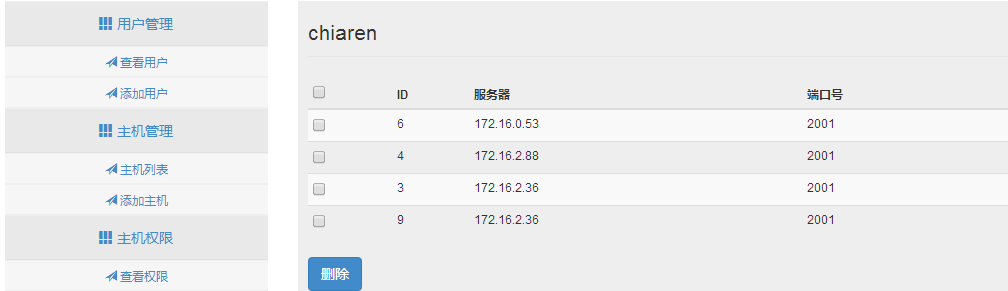 用户管理
查看用户
添加用户
主机管理
主机列表
添加主机
主机权限
查看权限
chiaren
ID 服务器 端口号
6 172.16.0.53 2001
4 172.16.2.88 2001
3 172.16.2.36 2001
9 172.16.2.36 2001
删除